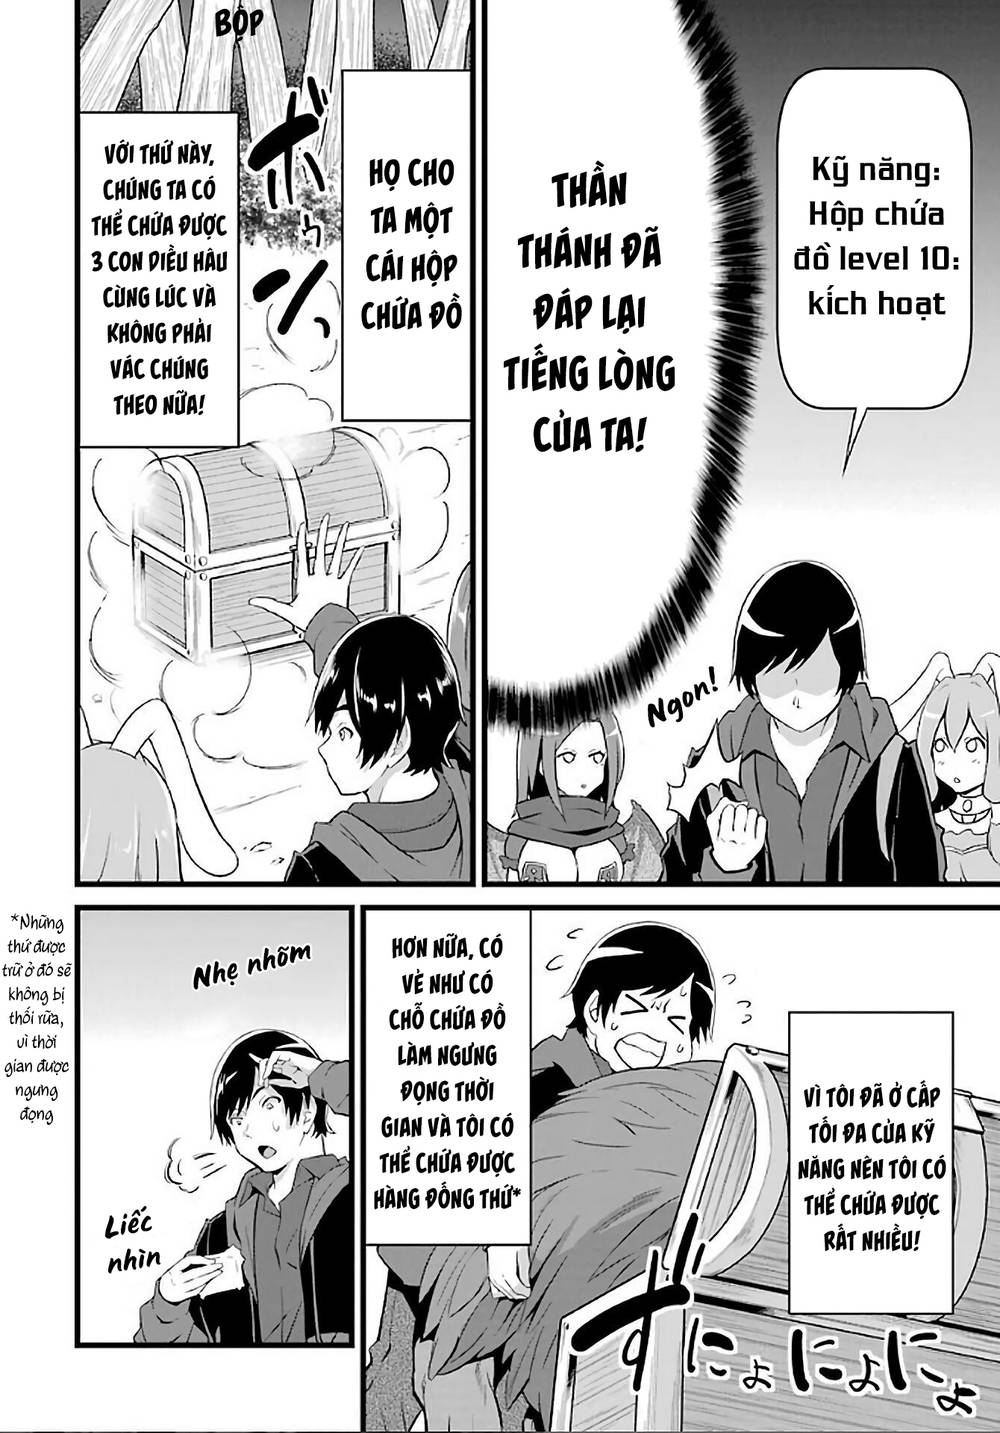 Kỹ năng:
Hộp chứa
đồ level 10:
kích hoạt
THẦN
THÁNH ĐÃ
ĐÁP LẠI
TIẾNG LÒNG
CỦA TA!
Ngon!
BỘP
ボゥン
HỌ CHO
TA MỘT
CÁI HỘP
CHỨA ĐỒ
VỚI THỨ NÀY,
CHÚNG TA CÓ
THỂ CHỨA ĐƯỢC
3 CON DIỀU HÂU
CÙNG LÚC VÀ
KHÔNG PHẢI
VÁC CHÚNG
THEO NỮA!
VÌ TÔI ĐÃ Ở CẤP
TỐI ĐA CỦA KỸ
NĂNG NÊN TÔI CÓ
THỂ CHỨA ĐƯỢC
RẤT NHIỀU!
HƠN NỮA, CÓ
VẺ NHƯ CÓ
CHỖ CHỨA ĐỒ
LÀM NGƯNG
ĐỌNG THỜI
GIAN VÀ TÔI CÓ
THỂ CHỨA ĐƯỢC
HÀNG ĐỐNG THỨ*
ずにょにょにょ
Nhẹ nhõm
Liếc
nhìn
*Những
thứ được
trữ ở đó sẽ
không bị
thối rữa,
vì thời
gian được
ngưng
đọng